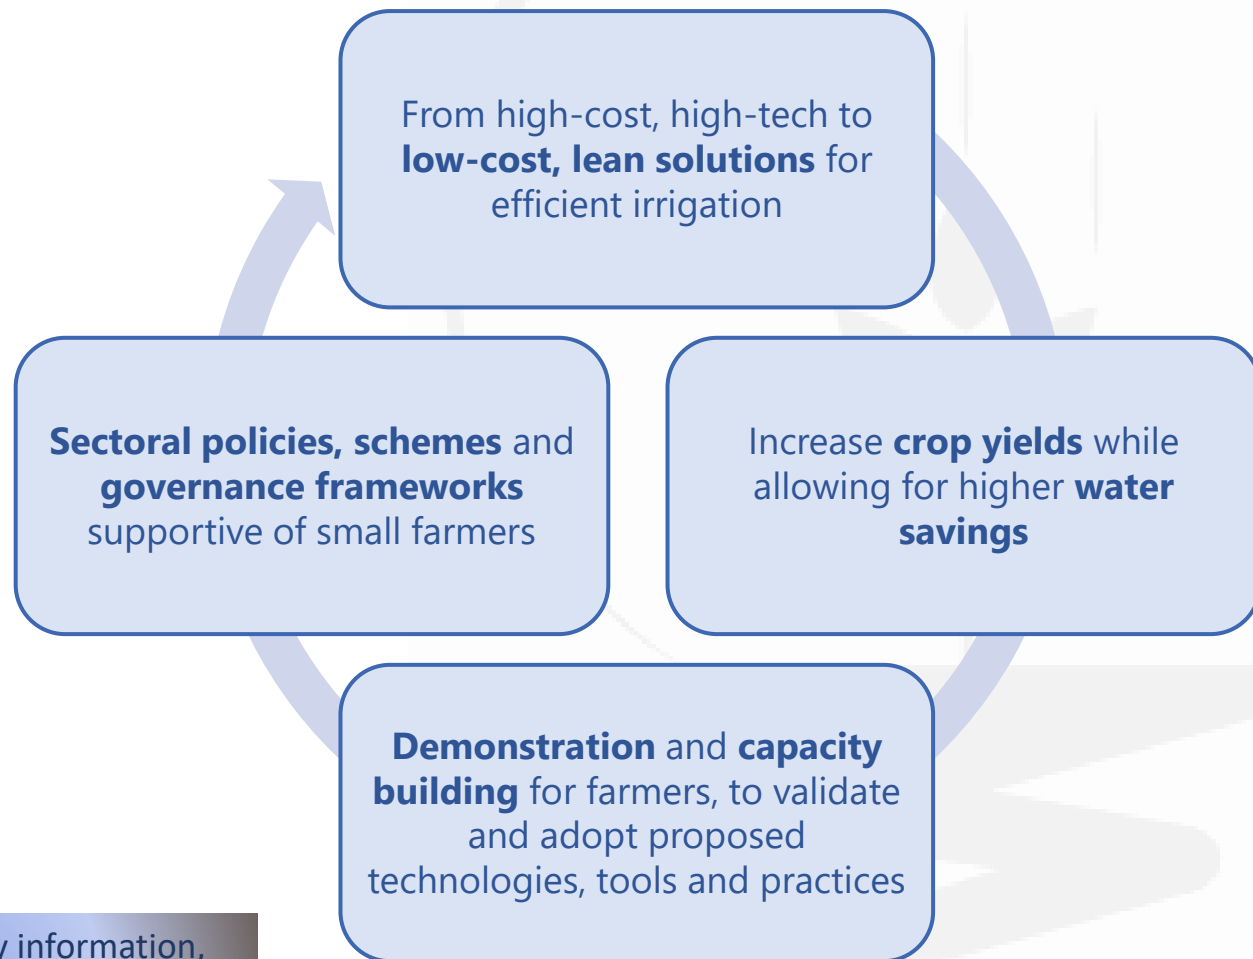 From high-cost, high-tech to
low-cost, lean solutions for
efficient irrigation
Sectoral policies, schemes and
governance frameworks
supportive of small farmers
Increase crop yields while
allowing for higher water
savings
Demonstration and capacity
building for farmers, to validate
and adopt proposed
technologies, tools and practices
information,